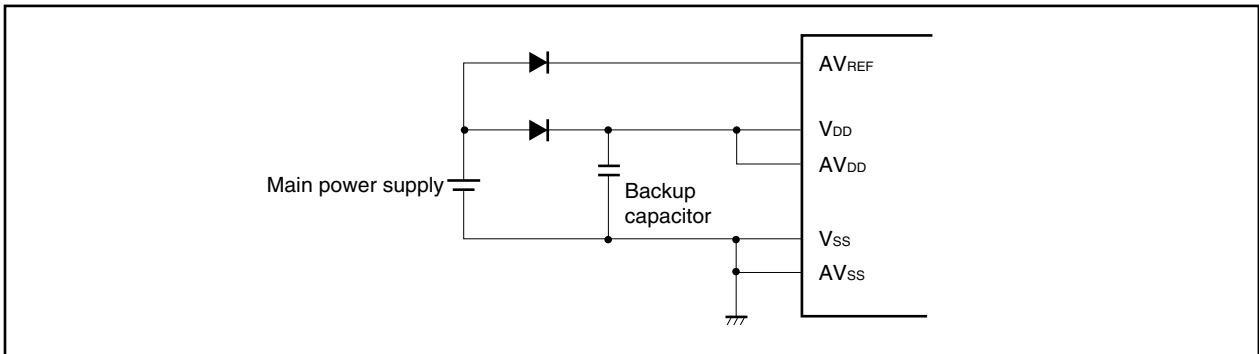 AVREF
VDD
AVDD
Main power supply
Backup
capacitor
VSS
AVSS